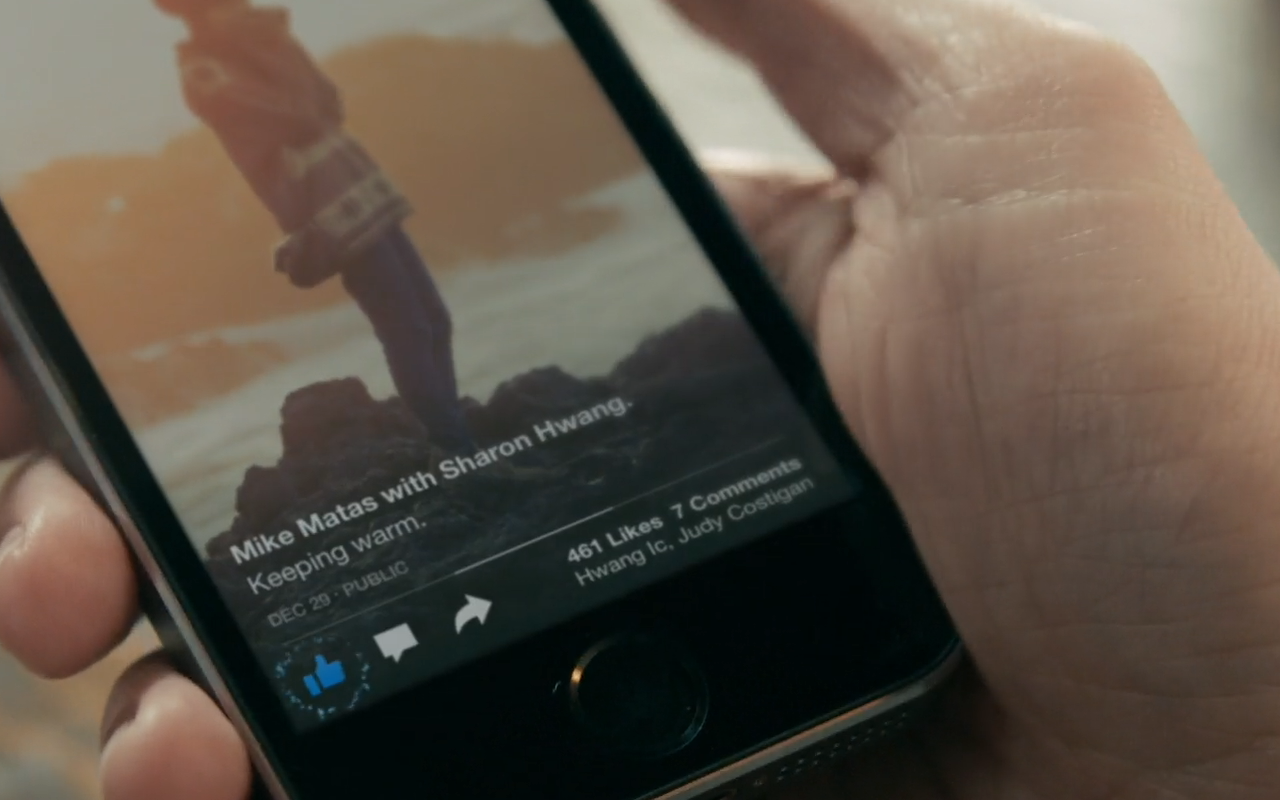 Mike Matas with Sharon Hwang.
Keeping warm.
DEC 29 · PUBLIC
461 Likes 7 Comments
Hwang Ic, Judy Costigan